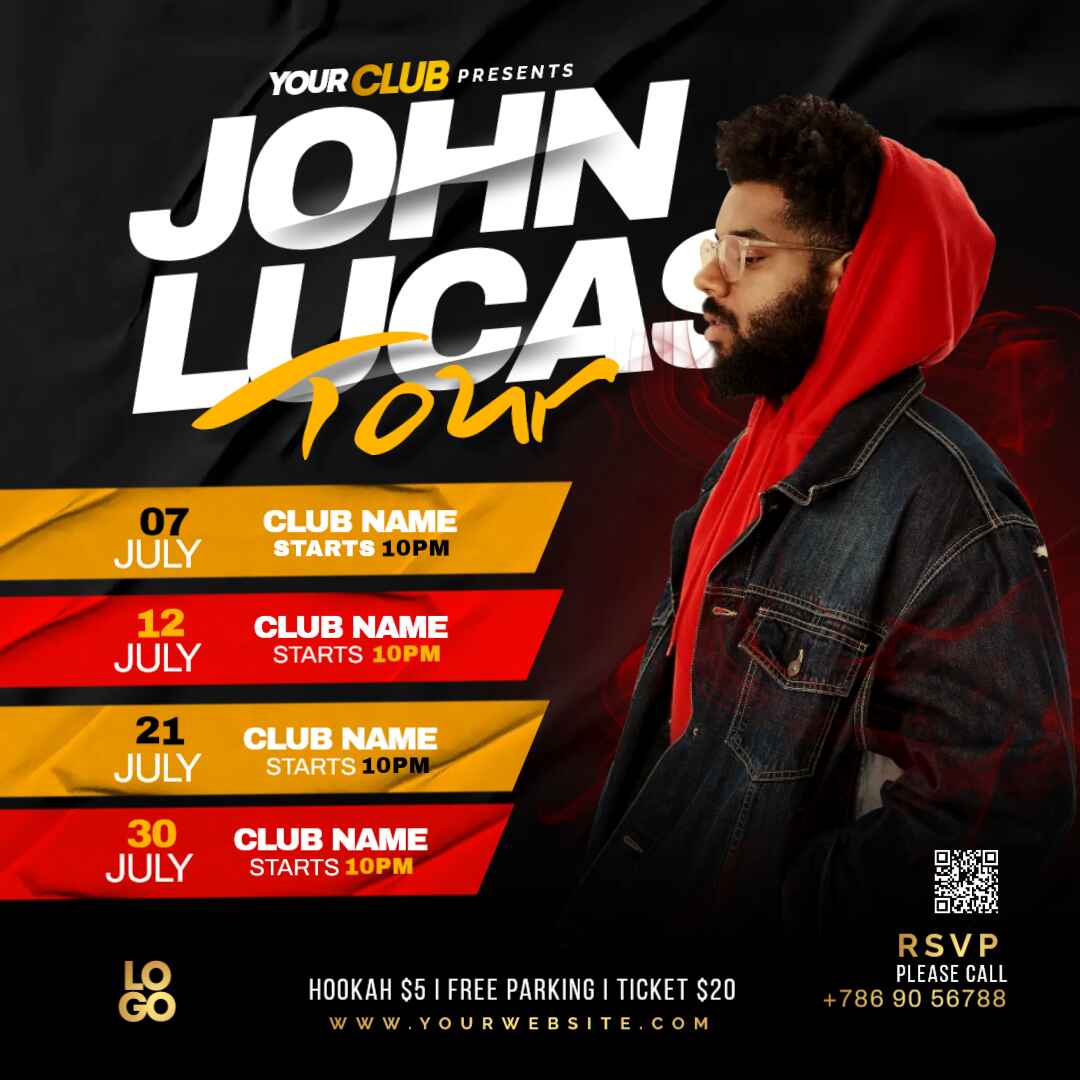 YOUR CLUB PRESENTS
JOHN
LUCAS
Tour
07
JULY
CLUB NAME
STARTS 10PM
12
JULY
CLUB NAME
STARTS 10PM
21
JULY
CLUB NAME
STARTS 10PM
30
JULY
CLUB NAME
STARTS 10PM
RSVP
PLEASE CALL
+786 90 56788
LO
GO
HOOKAH $5 I FREE PARKING I TICKET $20
WWW.YOURWEBSITE.COM